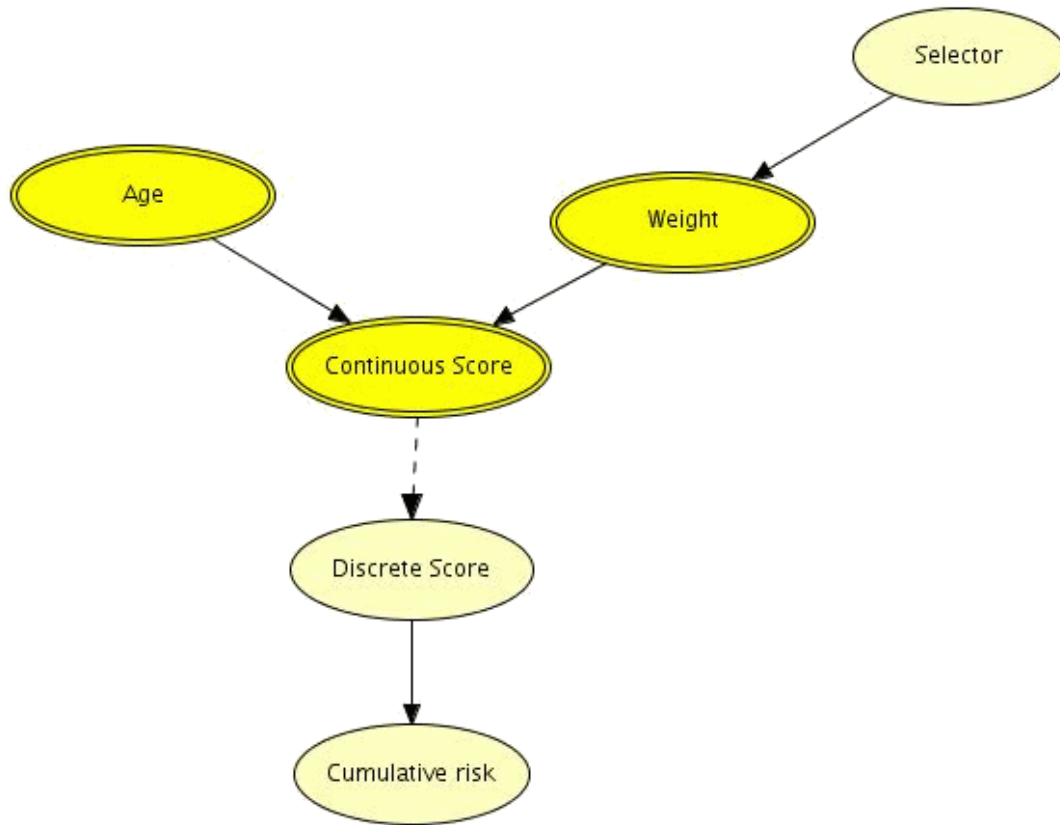 Selector
Age
Weight
Continuous Score
Discrete Score
Cumulative risk